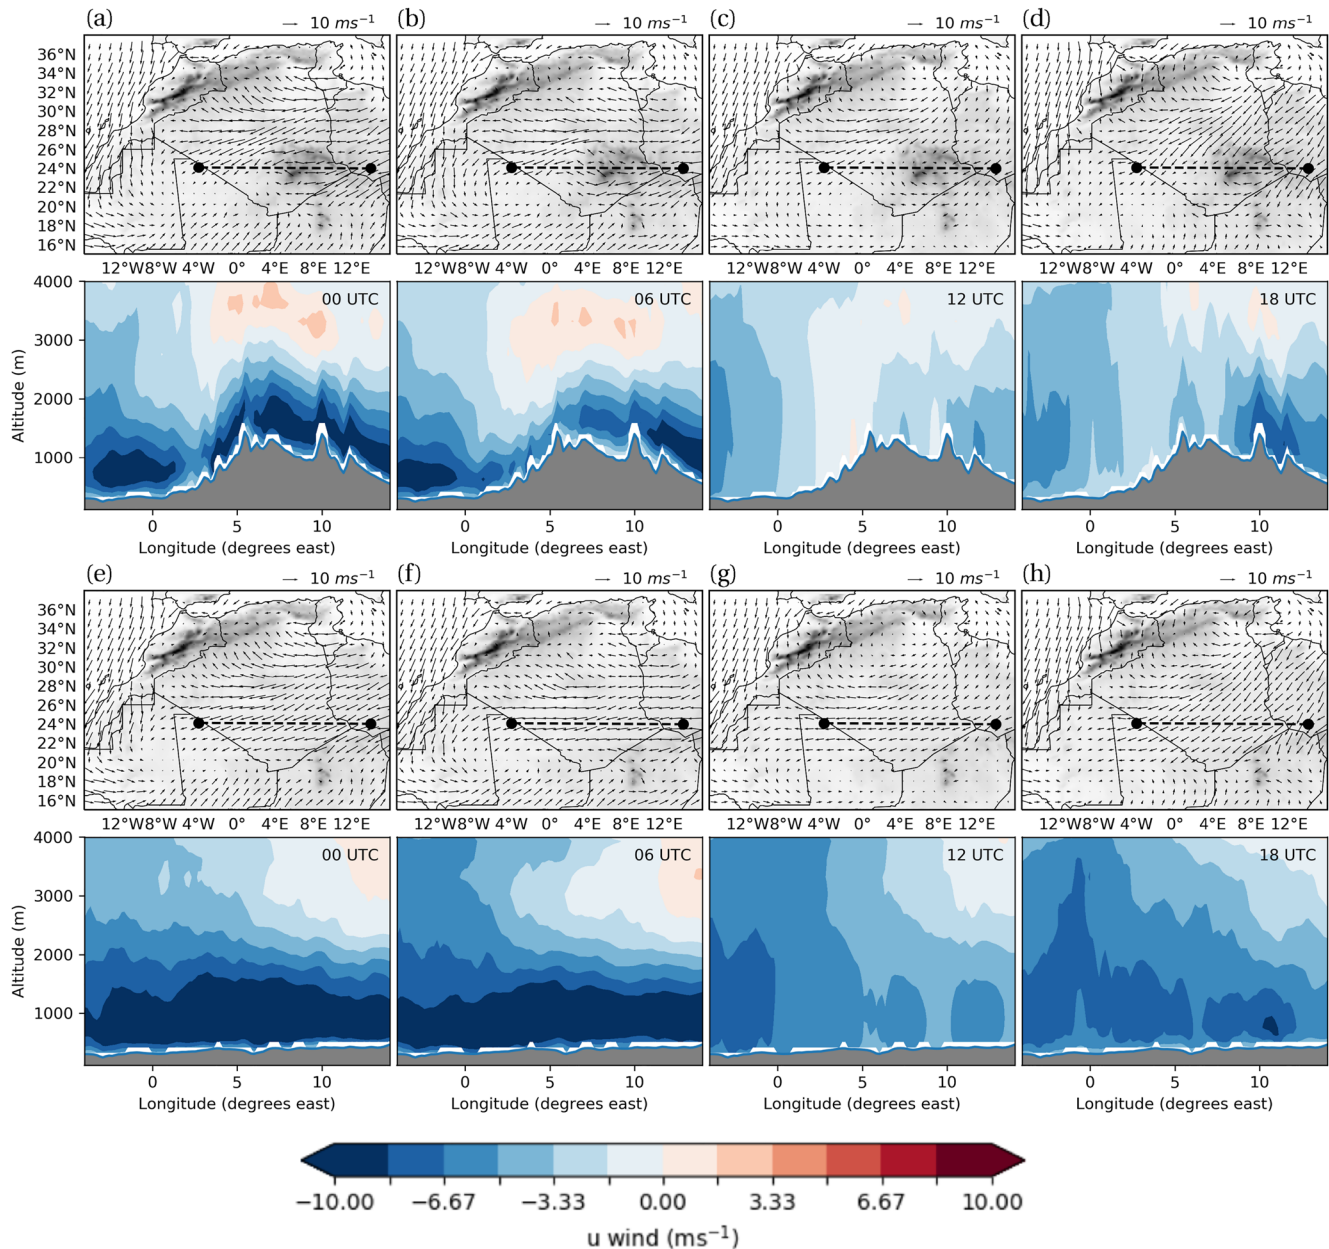 (a) → 10 ms⁻¹ (b) → 10 ms⁻¹ (c) → 10 ms⁻¹ (d) → 10 ms⁻¹
36°N
34°N
32°N
30°N
28°N
26°N
24°N
22°N
20°N
18°N
16°N
12°W8°W 4°W 0° 4°E 8°E 12°E 12°W8°W 4°W 0° 4°E 8°E 12°E 12°W8°W 4°W 0° 4°E 8°E 12°E 12°W8°W 4°W 0° 4°E 8°E 12°E
4000 00 UTC 06 UTC 12 UTC 18 UTC
3000
2000
1000
Altitude (m)
0 5 10 0 5 10 0 5 10 0 5 10
Longitude (degrees east) Longitude (degrees east) Longitude (degrees east) Longitude (degrees east)
(e) → 10 ms⁻¹ (f) → 10 ms⁻¹ (g) → 10 ms⁻¹ (h) → 10 ms⁻¹
36°N
34°N
32°N
30°N
28°N
26°N
24°N
22°N
20°N
18°N
16°N
12°W8°W 4°W 0° 4°E 8°E 12°E 12°W8°W 4°W 0° 4°E 8°E 12°E 12°W8°W 4°W 0° 4°E 8°E 12°E 12°W8°W 4°W 0° 4°E 8°E 12°E
4000 00 UTC 06 UTC 12 UTC 18 UTC
3000
2000
1000
Altitude (m)
0 5 10 0 5 10 0 5 10 0 5 10
Longitude (degrees east) Longitude (degrees east) Longitude (degrees east) Longitude (degrees east)
−10.00 −6.67 −3.33 0.00 3.33 6.67 10.00
u wind (ms⁻¹)